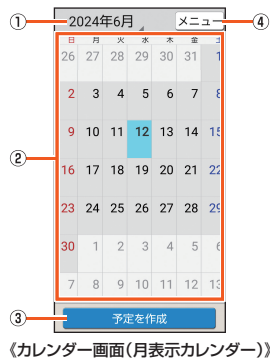 ① 2024年6月 メニュー ④
日 月 火 水 木 金 土
26 27 28 29 30 31 1
2 3 4 5 6 7 8
② 9 10 11 12 13 14 15
16 17 18 19 20 21 22
23 24 25 26 27 28 29
30 1 2 3 4 5 6
7 8 9 10 11 12 13
③ 予定を作成
《カレンダー画面（月表示カレンダー）》